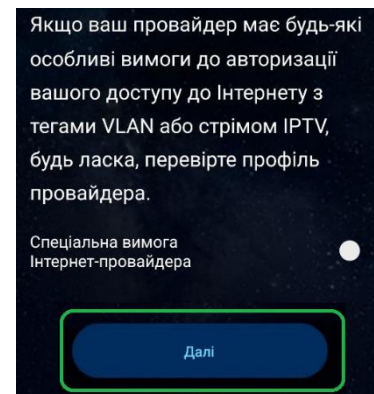 Якщо ваш провайдер має будь-які
особливі вимоги до авторизації
вашого доступу до Інтернету з
тегами VLAN або стрімом IPTV,
будь ласка, перевірте профіль
провайдера.
Спеціальна вимога
Інтернет-провайдера
Далі